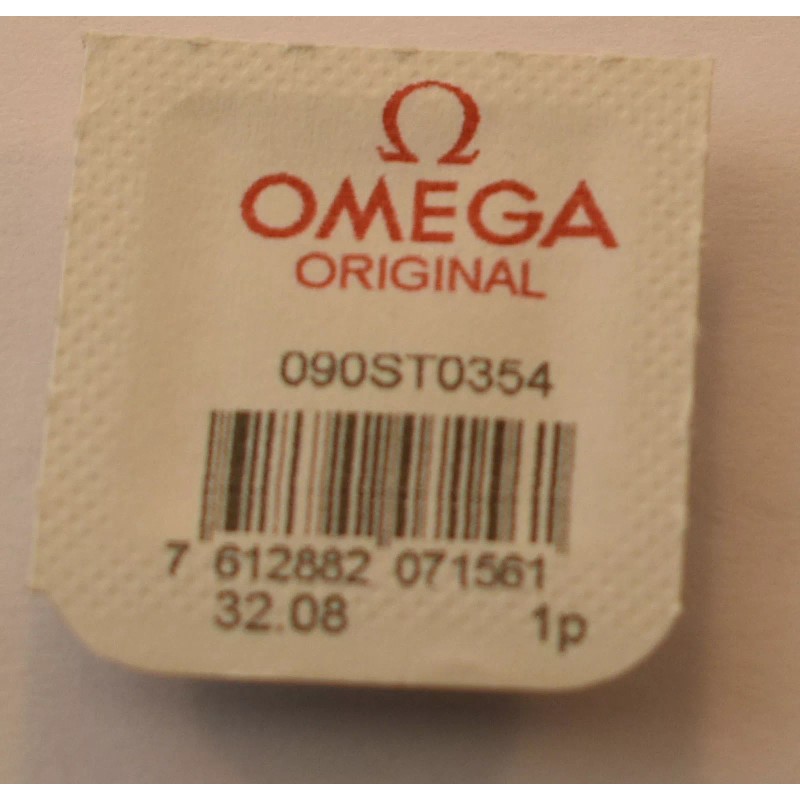 Ω
OMEGA
ORIGINAL
090ST0354
7 612882 071561
32.08 1p